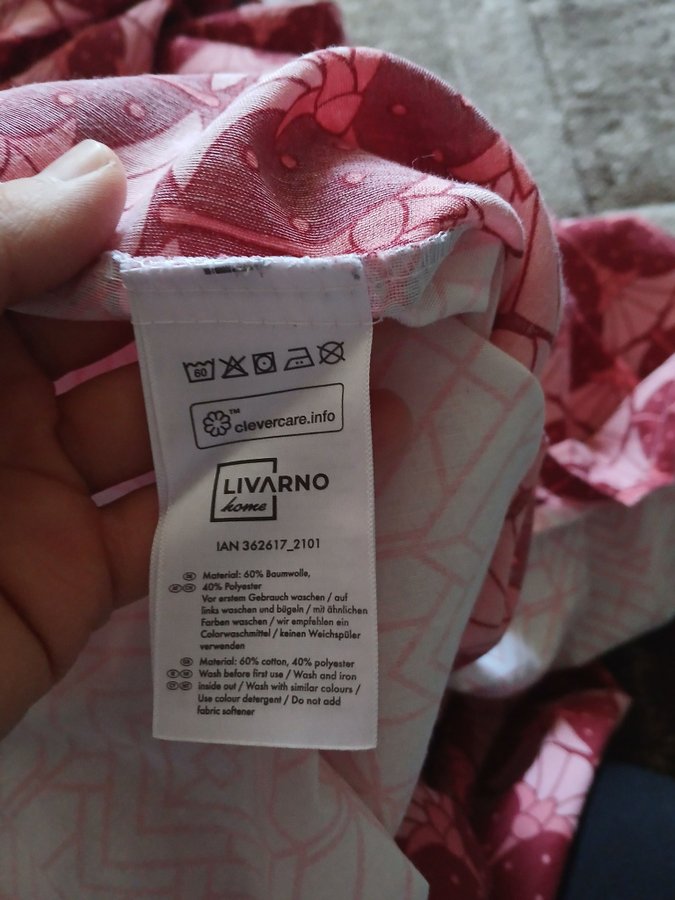 60
clevercare.info
™
LIVARNO
home
IAN 362617_2101
Material: 60% Baumwolle,
40% Polyester
Vor erstem Gebrauch waschen / auf
links waschen und bügeln / mit ähnlichen
Farben waschen / wir empfehlen ein
Colorwaschmittel / keinen Weichspüler
verwenden
Material: 60% cotton, 40% polyester
Wash before first use / Wash and iron
inside out / Wash with similar colours /
Use colour detergent / Do not add
fabric softener